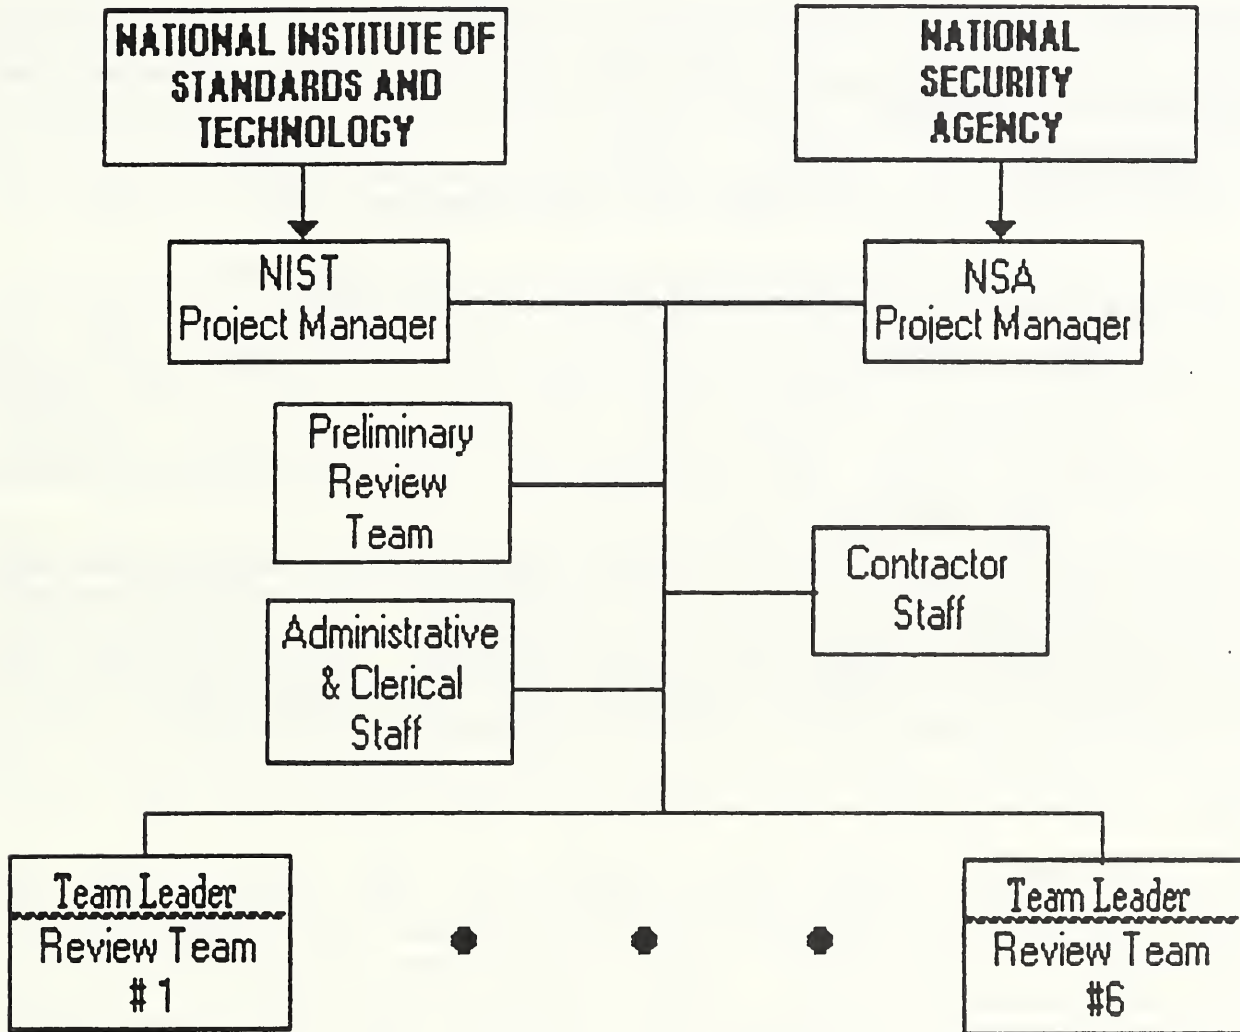 NATIONAL INSTITUTE OF
STANDARDS AND
TECHNOLOGY
NATIONAL
SECURITY
AGENCY
NIST
Project Manager
NSA
Project Manager
Preliminary
Review
Team
Contractor
Staff
Administrative
& Clerical
Staff
Team Leader
Review Team
# 1
Team Leader
Review Team
#6